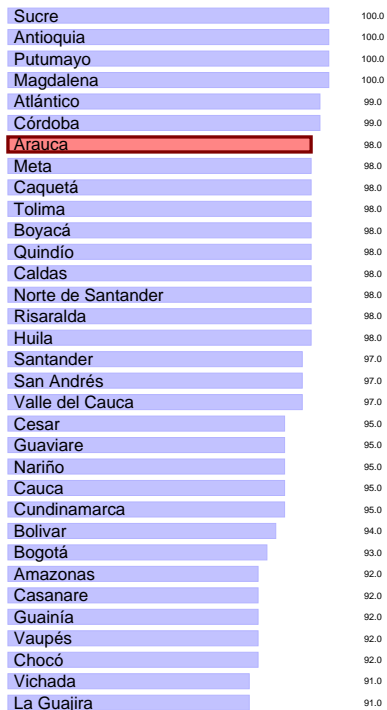 Sucre 100.0
Antioquia 100.0
Putumayo 100.0
Magdalena 100.0
Atlántico 99.0
Córdoba 99.0
Arauca 98.0
Meta 98.0
Caquetá 98.0
Tolima 98.0
Boyacá 98.0
Quindío 98.0
Caldas 98.0
Norte de Santander 98.0
Risaralda 98.0
Huila 98.0
Santander 97.0
San Andrés 97.0
Valle del Cauca 97.0
Cesar 95.0
Guaviare 95.0
Nariño 95.0
Cauca 95.0
Cundinamarca 95.0
Bolivar 94.0
Bogotá 93.0
Amazonas 92.0
Casanare 92.0
Guainía 92.0
Vaupés 92.0
Chocó 92.0
Vichada 91.0
La Guajira 91.0